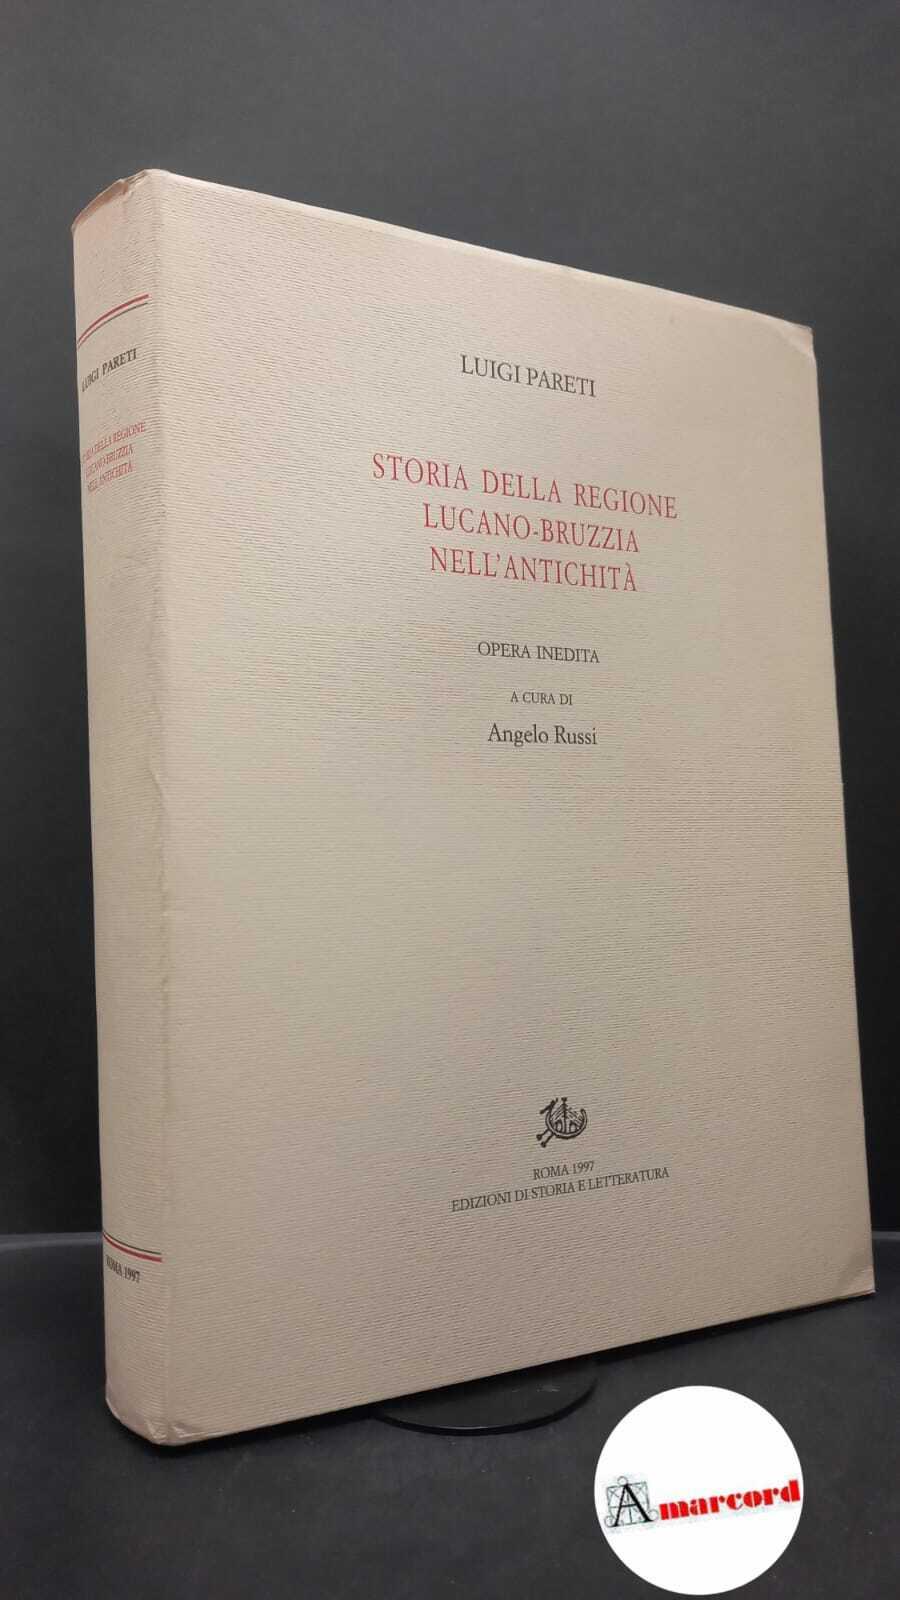 LUIGI PARETI
STORIA DELLA REGIONE
LUCANO-BRUZZIA
NELL'ANTICHITÀ
OPERA INEDITA
A CURA DI
Angelo Russi
ROMA 1997
EDIZIONI DI STORIA E LETTERATURA
LUIGI PARETI
STORIA DELLA REGIONE
LUCANO-BRUZZIA
NELL'ANTICHITÀ
ROMA 1997
Amarcord